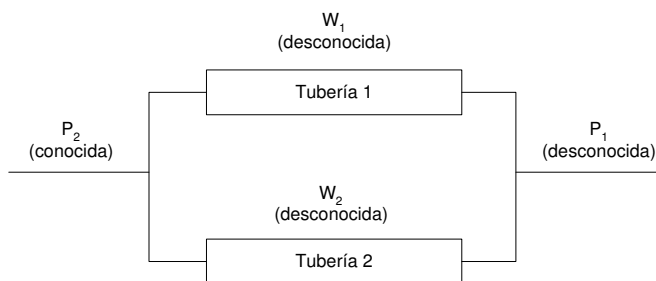 W₁
(desconocida)
Tubería 1
P₂
(conocida)
P₁
(desconocida)
W₂
(desconocida)
Tubería 2